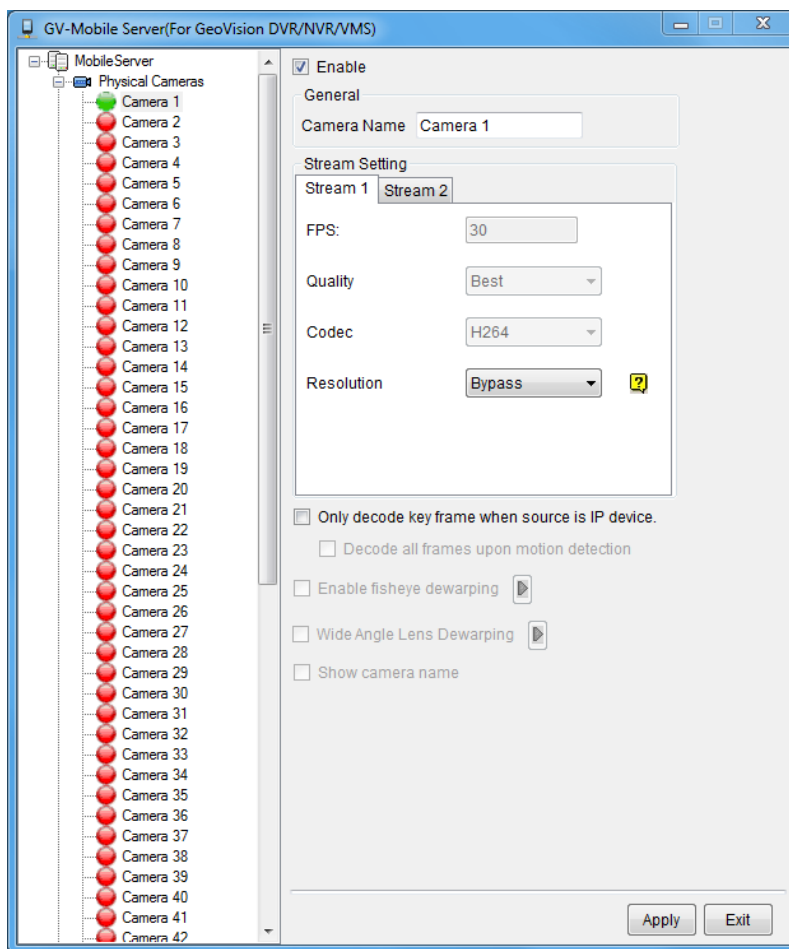 GV-Mobile Server(For GeoVision DVR/NVR/VMS)
MobileServer
Physical Cameras
Camera 1
Camera 2
Camera 3
Camera 4
Camera 5
Camera 6
Camera 7
Camera 8
Camera 9
Camera 10
Camera 11
Camera 12
Camera 13
Camera 14
Camera 15
Camera 16
Camera 17
Camera 18
Camera 19
Camera 20
Camera 21
Camera 22
Camera 23
Camera 24
Camera 25
Camera 26
Camera 27
Camera 28
Camera 29
Camera 30
Camera 31
Camera 32
Camera 33
Camera 34
Camera 35
Camera 36
Camera 37
Camera 38
Camera 39
Camera 40
Camera 41
Camera 42
Enable
General
Camera Name Camera 1
Stream Setting
Stream 1 Stream 2
FPS: 30
Quality Best
Codec H264
Resolution Bypass ?
Only decode key frame when source is IP device.
Decode all frames upon motion detection
Enable fisheye dewarping
Wide Angle Lens Dewarping
Show camera name
Apply Exit